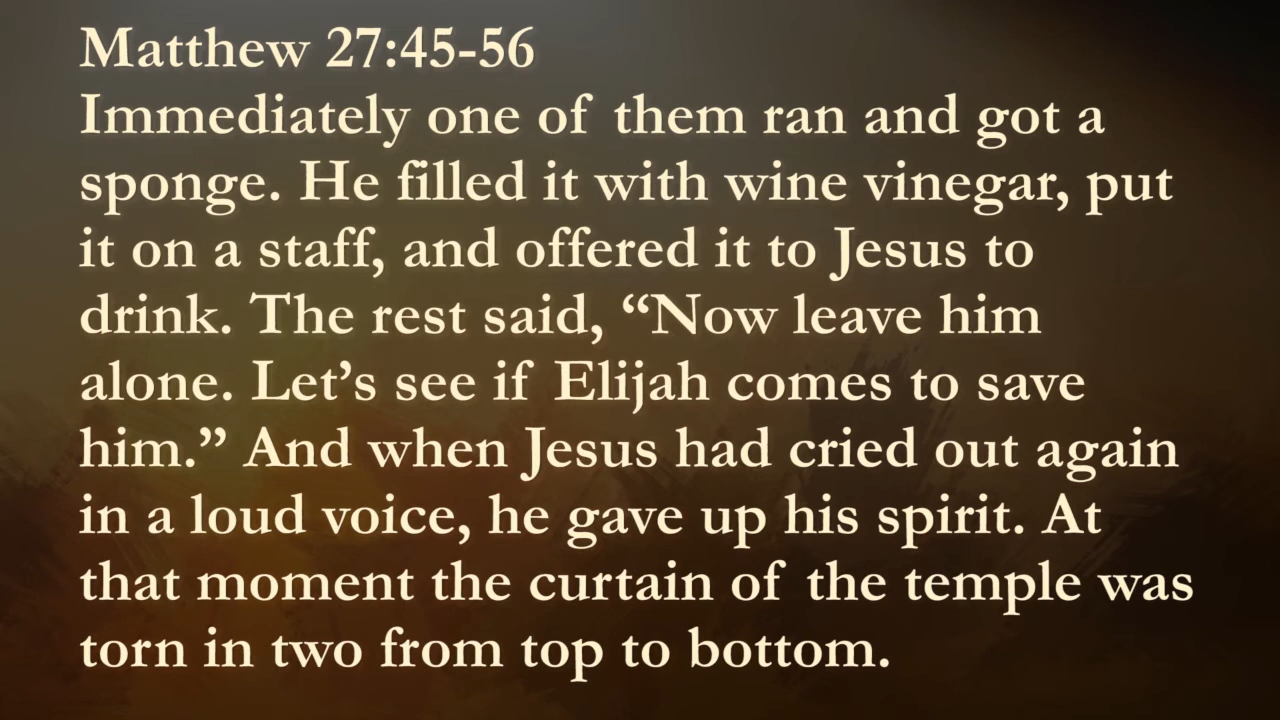 Matthew 27:45-56
Immediately one of them ran and got a
sponge. He filled it with wine vinegar, put
it on a staff, and offered it to Jesus to
drink. The rest said, “Now leave him
alone. Let’s see if Elijah comes to save
him.” And when Jesus had cried out again
in a loud voice, he gave up his spirit. At
that moment the curtain of the temple was
torn in two from top to bottom.